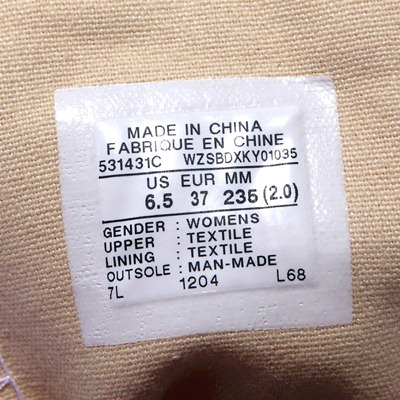 MADE IN CHINA
FABRIQUE EN CHINE
531431C WZSBDXKY01035
US EUR MM
6.5 37 235 (2.0)
GENDER : WOMENS
UPPER : TEXTILE
LINING : TEXTILE
OUTSOLE : MAN-MADE
7L 1204 L68